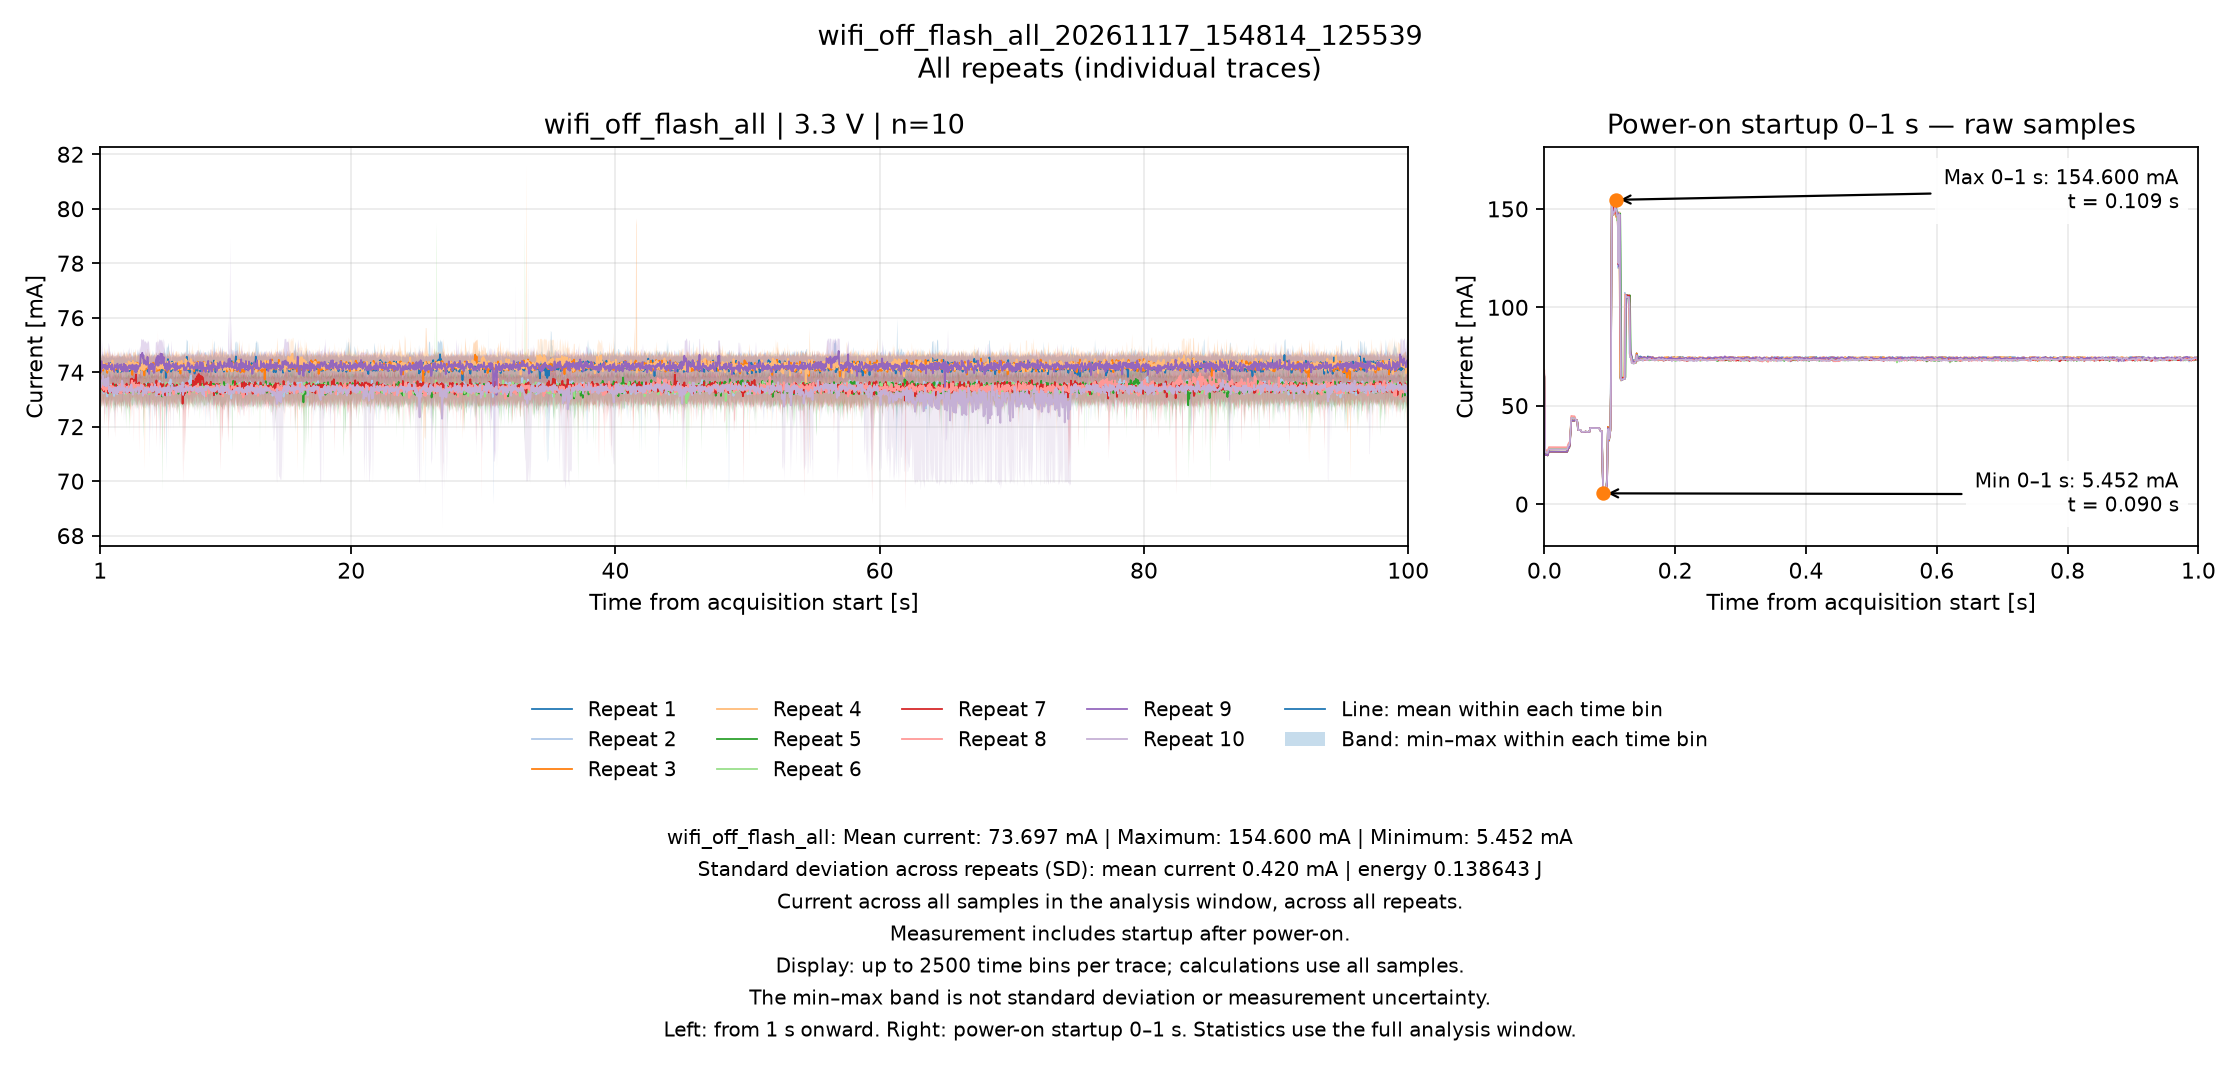 wifi_off_flash_all_20261117_154814_125539
All repeats (individual traces)
wifi_off_flash_all | 3.3 V | n=10
82
80
78
76
74
72
70
68
Current [mA]
1
20
40
60
80
100
Time from acquisition start [s]
Power-on startup 0–1 s — raw samples
Max 0–1 s: 154.600 mA
t = 0.109 s
Min 0–1 s: 5.452 mA
t = 0.090 s
150
100
50
0
Current [mA]
0.0
0.2
0.4
0.6
0.8
1.0
Time from acquisition start [s]
Repeat 1
Repeat 2
Repeat 3
Repeat 4
Repeat 5
Repeat 6
Repeat 7
Repeat 8
Repeat 9
Repeat 10
Line: mean within each time bin
Band: min–max within each time bin
wifi_off_flash_all: Mean current: 73.697 mA | Maximum: 154.600 mA | Minimum: 5.452 mA
Standard deviation across repeats (SD): mean current 0.420 mA | energy 0.138643 J
Current across all samples in the analysis window, across all repeats.
Measurement includes startup after power-on.
Display: up to 2500 time bins per trace; calculations use all samples.
The min–max band is not standard deviation or measurement uncertainty.
Left: from 1 s onward. Right: power-on startup 0–1 s. Statistics use the full analysis window.